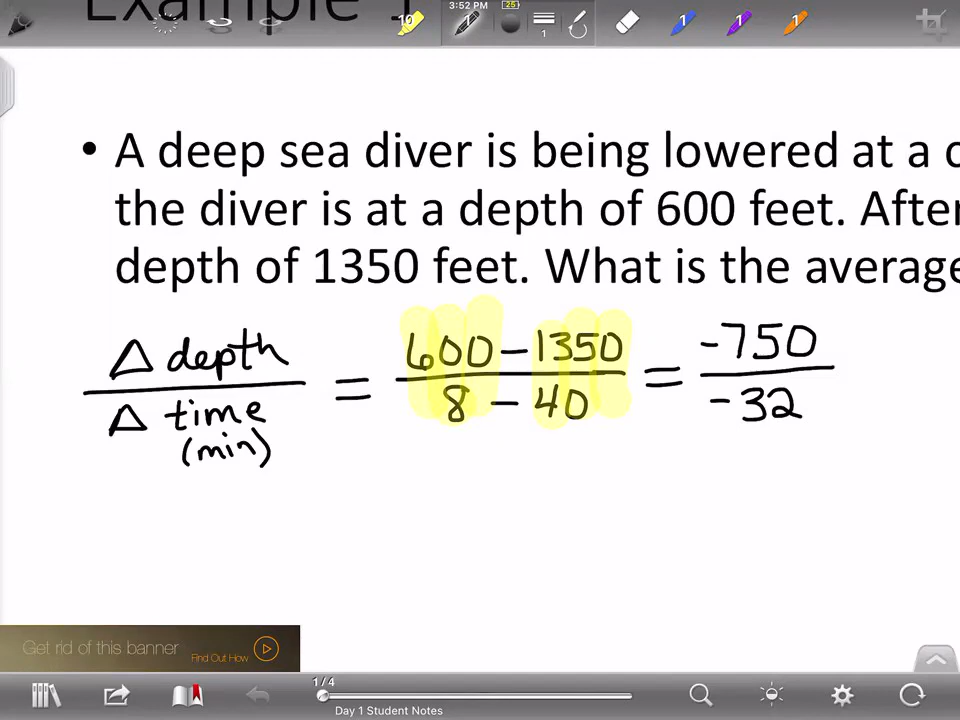 3:52 PM
Example 1
10
25
1
1
1
1
• A deep sea diver is being lowered at a c
the diver is at a depth of 600 feet. After
depth of 1350 feet. What is the average
Δ depth / Δ time (min) = 600 – 1350 / 8 – 40 = -750 / -32
Get rid of this banner
Find Out How
1/4
Day 1 Student Notes